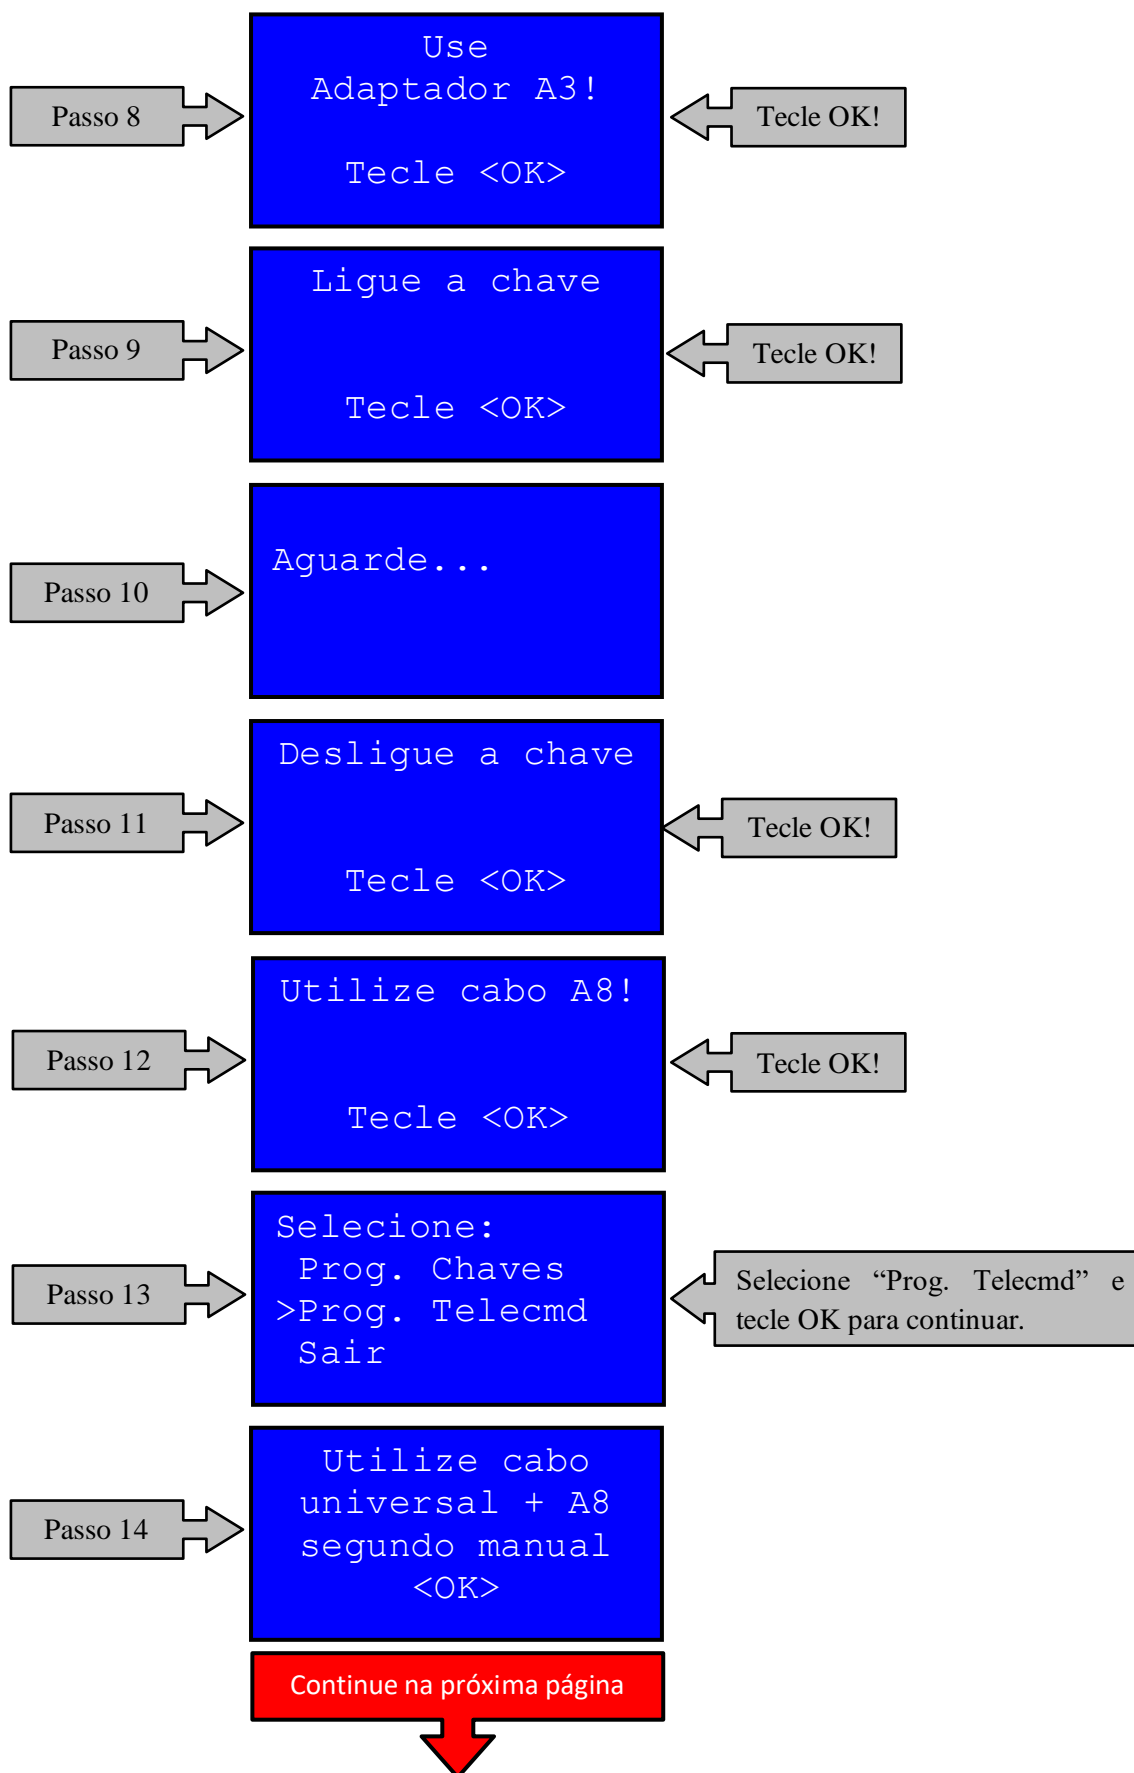 Passo 8
Use
Adaptador A3!
Tecle <OK>
Tecle OK!
Passo 9
Ligue a chave
Tecle <OK>
Tecle OK!
Passo 10
Aguarde...
Passo 11
Desligue a chave
Tecle <OK>
Tecle OK!
Passo 12
Utilize cabo A8!
Tecle <OK>
Tecle OK!
Passo 13
Selecione:
Prog. Chaves
>Prog. Telecmd
Sair
Selecione “Prog. Telecmd” e
tecle OK para continuar.
Passo 14
Utilize cabo
universal + A8
segundo manual
<OK>
Continue na próxima página